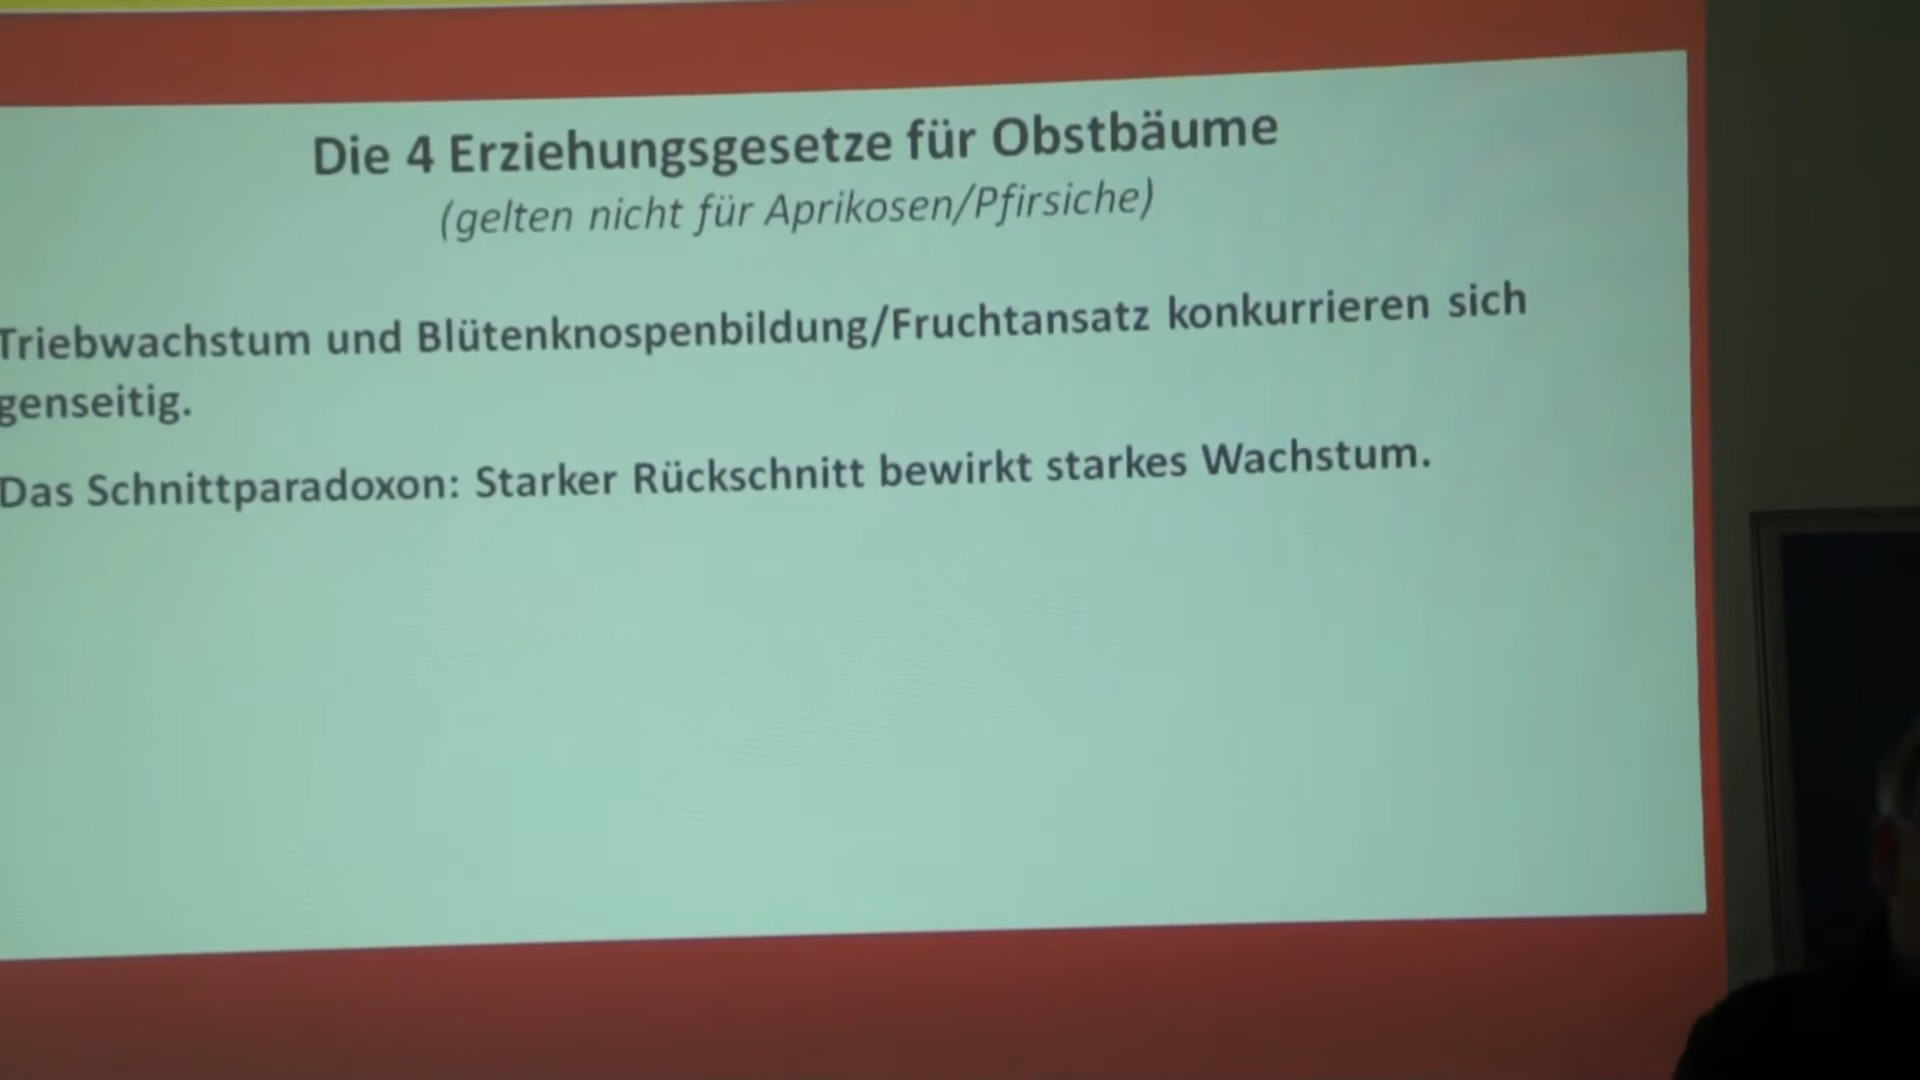 Die 4 Erziehungsgesetze für Obstbäume
(gelten nicht für Aprikosen/Pfirsiche)
Triebwachstum und Blütenknospenbildung/Fruchtansatz konkurrieren sich
genseitig.
Das Schnittparadoxon: Starker Rückschnitt bewirkt starkes Wachstum.